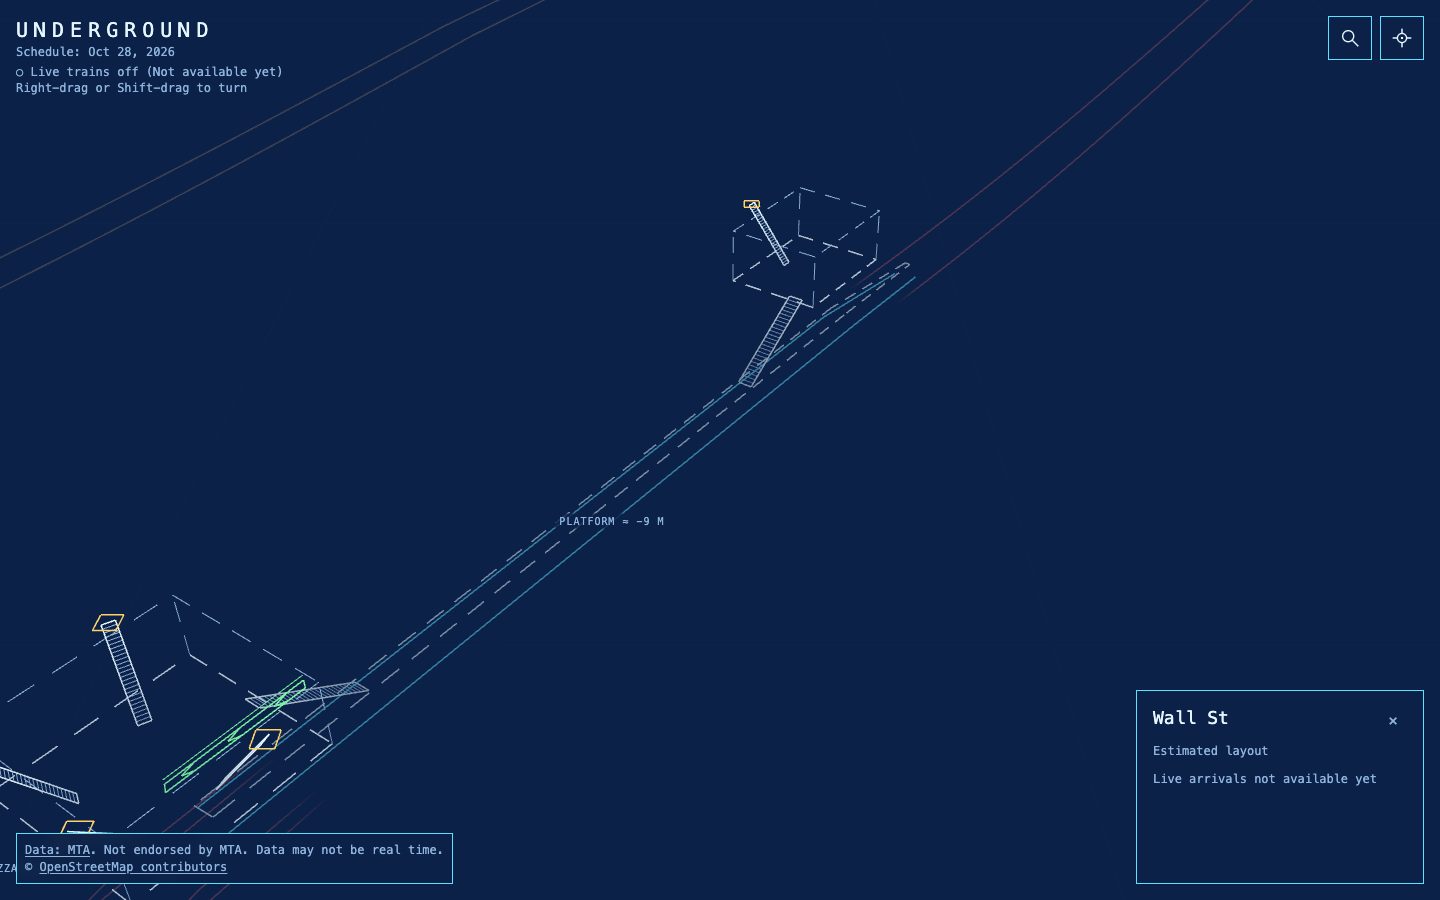 UNDERGROUND
Schedule: Oct 28, 2026
○ Live trains off (Not available yet)
Right-drag or Shift-drag to turn
PLATFORM ≈ -9 M
Wall St
×
Estimated layout
Live arrivals not available yet
Data: MTA. Not endorsed by MTA. Data may not be real time.
ZZA
© OpenStreetMap contributors